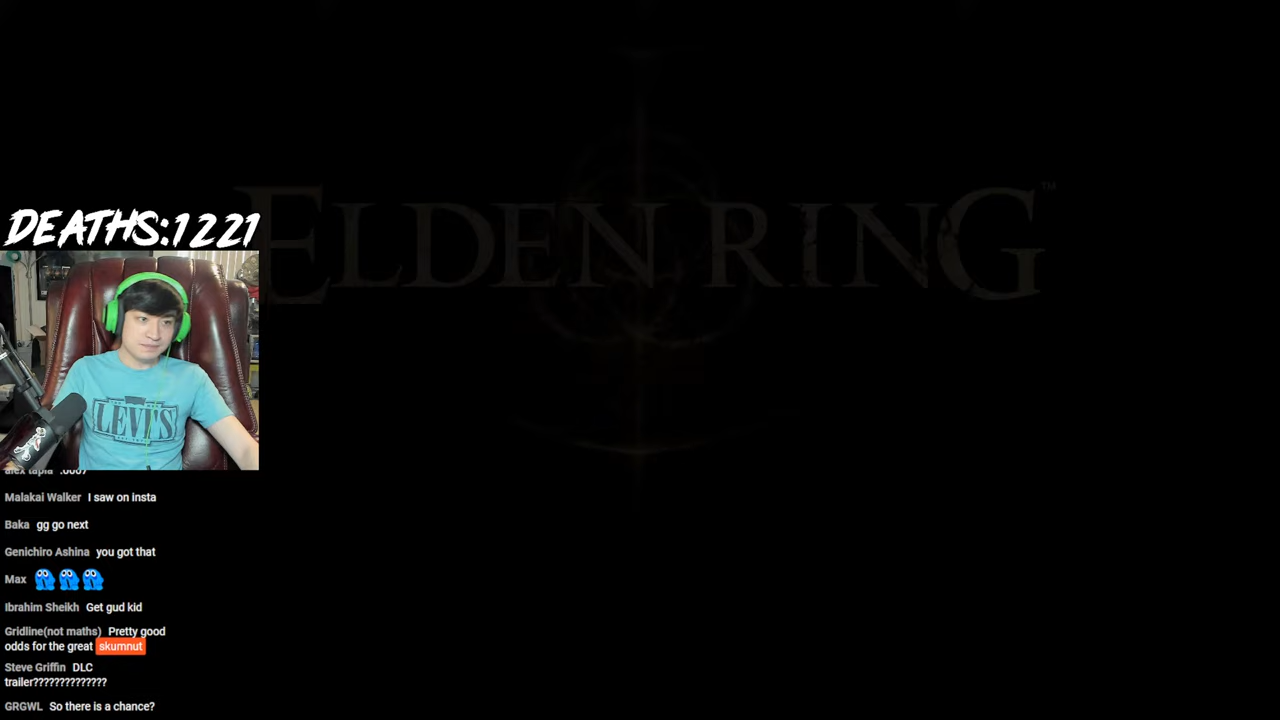 ELDEN RING™
DEATHS:1221
LEVI'S
Malakai Walker I saw on insta
Baka gg go next
Genichiro Ashina you got that
Max
Ibrahim Sheikh Get gud kid
Gridline(not maths) Pretty good
odds for the great skumnut
Steve Griffin DLC
trailer??????????????
GRGWL So there is a chance?